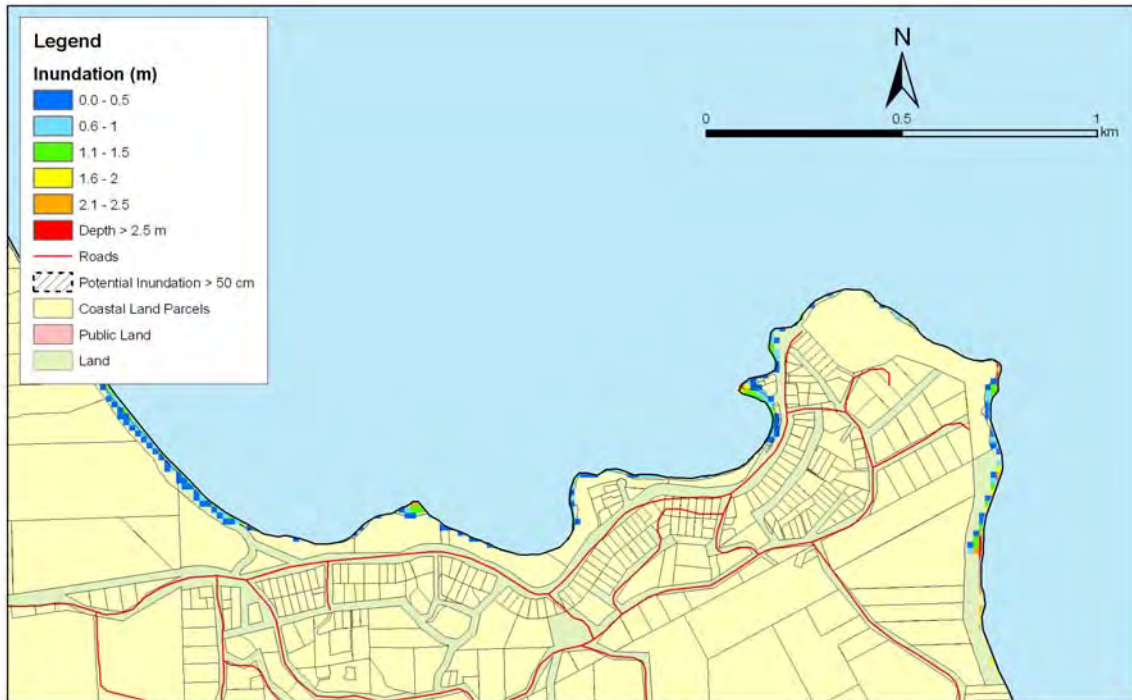 Legend
Inundation (m)
0.0 - 0.5
0.6 - 1
1.1 - 1.5
1.6 - 2
2.1 - 2.5
Depth > 2.5 m
Roads
Potential Inundation > 50 cm
Coastal Land Parcels
Public Land
Land
N
0 0.5 1
km